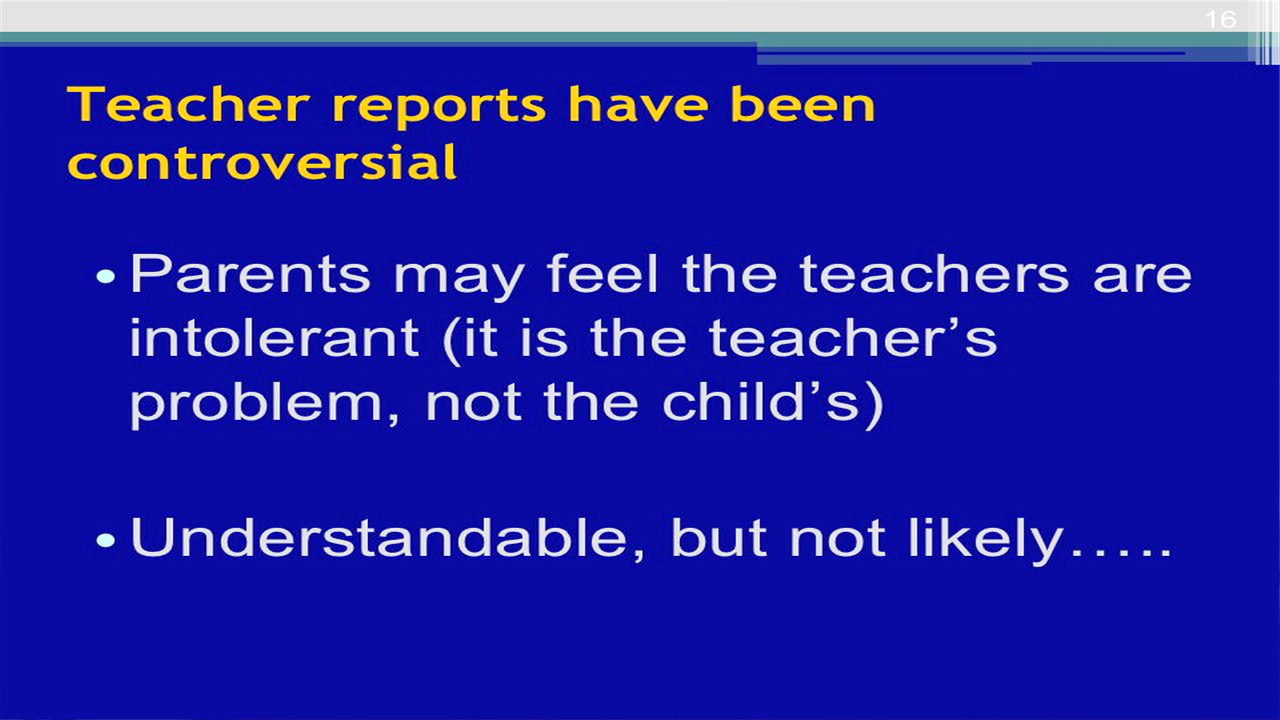 16
Teacher reports have been
controversial
• Parents may feel the teachers are
intolerant (it is the teacher’s
problem, not the child’s)
• Understandable, but not likely…..